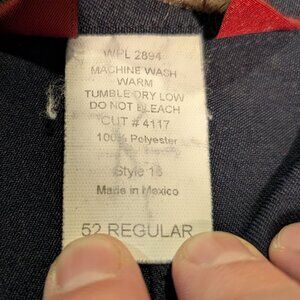 WPL 2894
MACHINE WASH
WARM
TUMBLE DRY LOW
DO NOT BLEACH
CUT # 4117
100% Polyester
Style 16
Made in Mexico
52 REGULAR